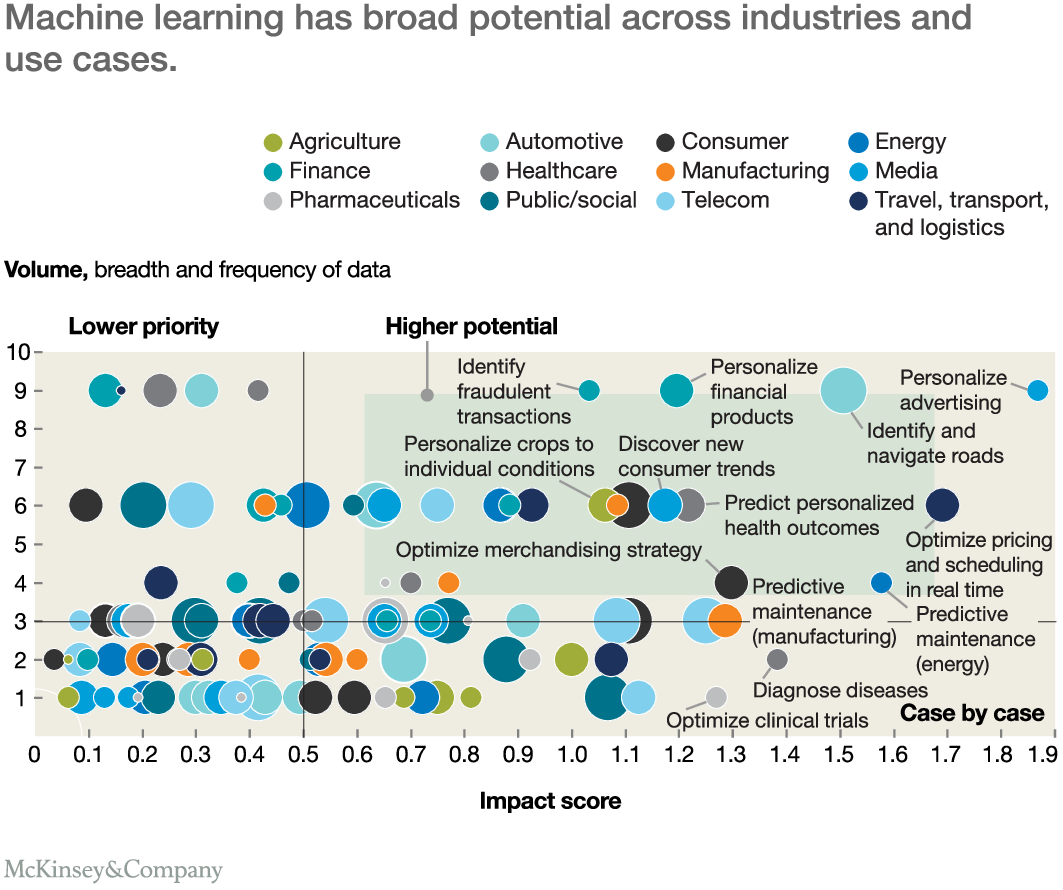 Machine learning has broad potential across industries and
use cases.
Agriculture
Automotive
Consumer
Energy
Finance
Healthcare
Manufacturing
Media
Pharmaceuticals
Public/social
Telecom
Travel, transport,
and logistics
Volume, breadth and frequency of data
Lower priority
Higher potential
10
9
8
7
6
5
4
3
2
1
Identify
fraudulent
transactions
Personalize
financial
products
Personalize
advertising
Identify and
navigate roads
Personalize crops to
individual conditions
Discover new
consumer trends
Predict personalized
health outcomes
Optimize pricing
and scheduling
in real time
Optimize merchandising strategy
Predictive
maintenance
(manufacturing)
Predictive
maintenance
(energy)
Diagnose diseases
Optimize clinical trials
Case by case
0 0.1 0.2 0.3 0.4 0.5 0.6 0.7 0.8 0.9 1.0 1.1 1.2 1.3 1.4 1.5 1.6 1.7 1.8 1.9
Impact score
McKinsey&Company